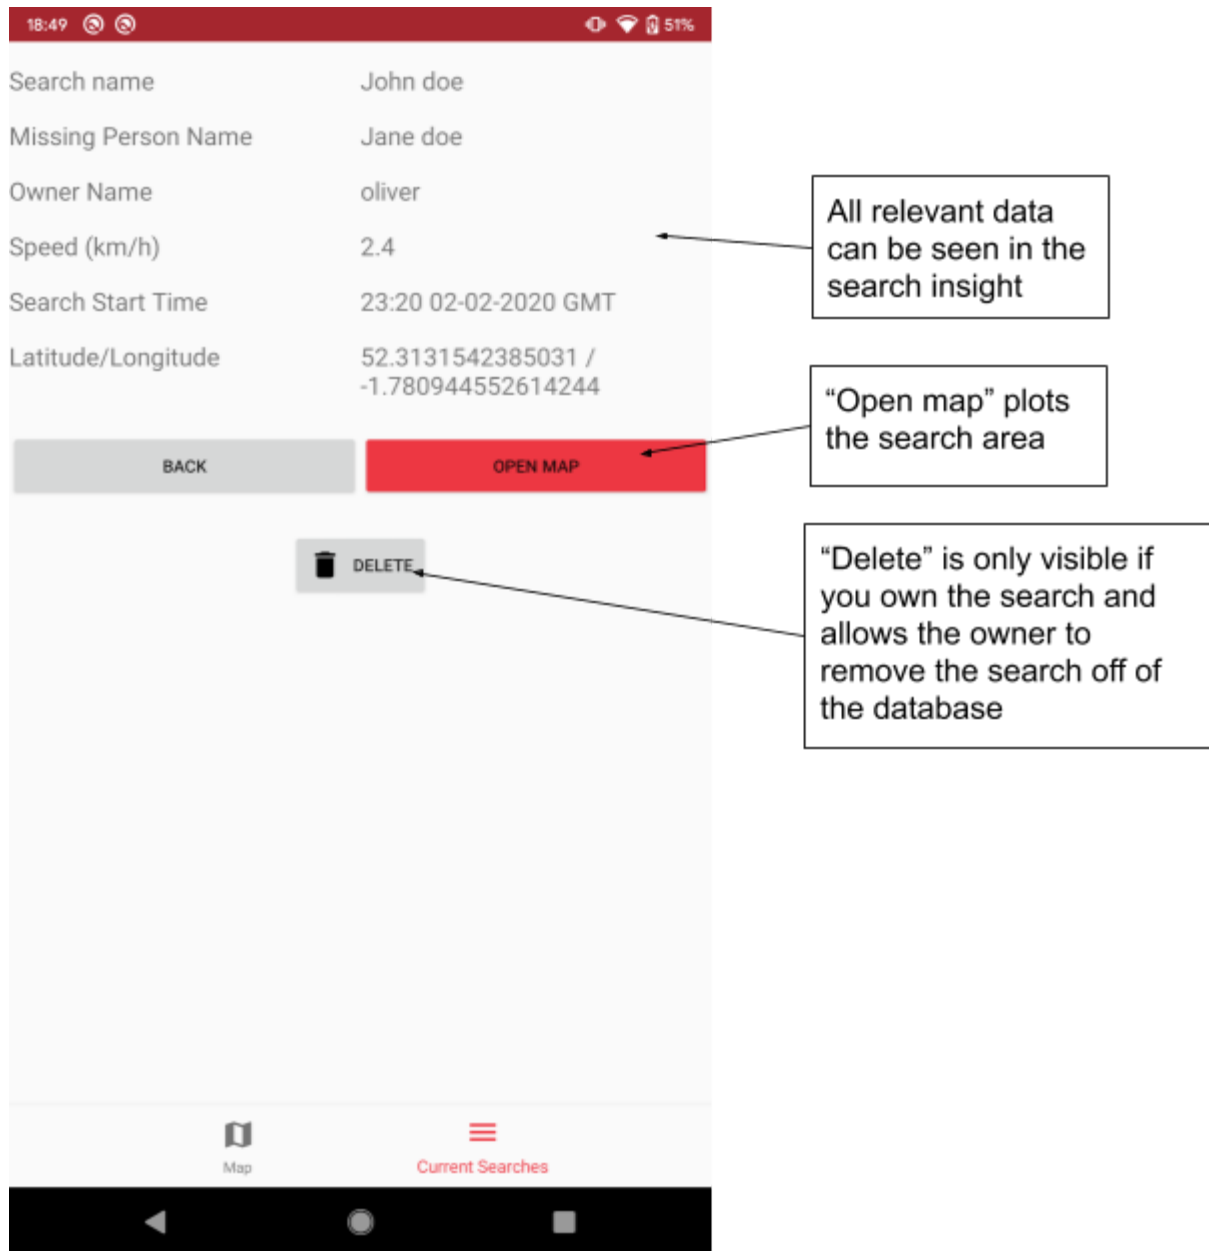 18:49 51%
Search name John doe
Missing Person Name Jane doe
Owner Name oliver
Speed (km/h) 2.4
Search Start Time 23:20 02-02-2020 GMT
Latitude/Longitude 52.3131542385031 /
-1.780944552614244
BACK OPEN MAP
DELETE
Map Current Searches
All relevant data
can be seen in the
search insight
“Open map” plots
the search area
“Delete” is only visible if
you own the search and
allows the owner to
remove the search off of
the database